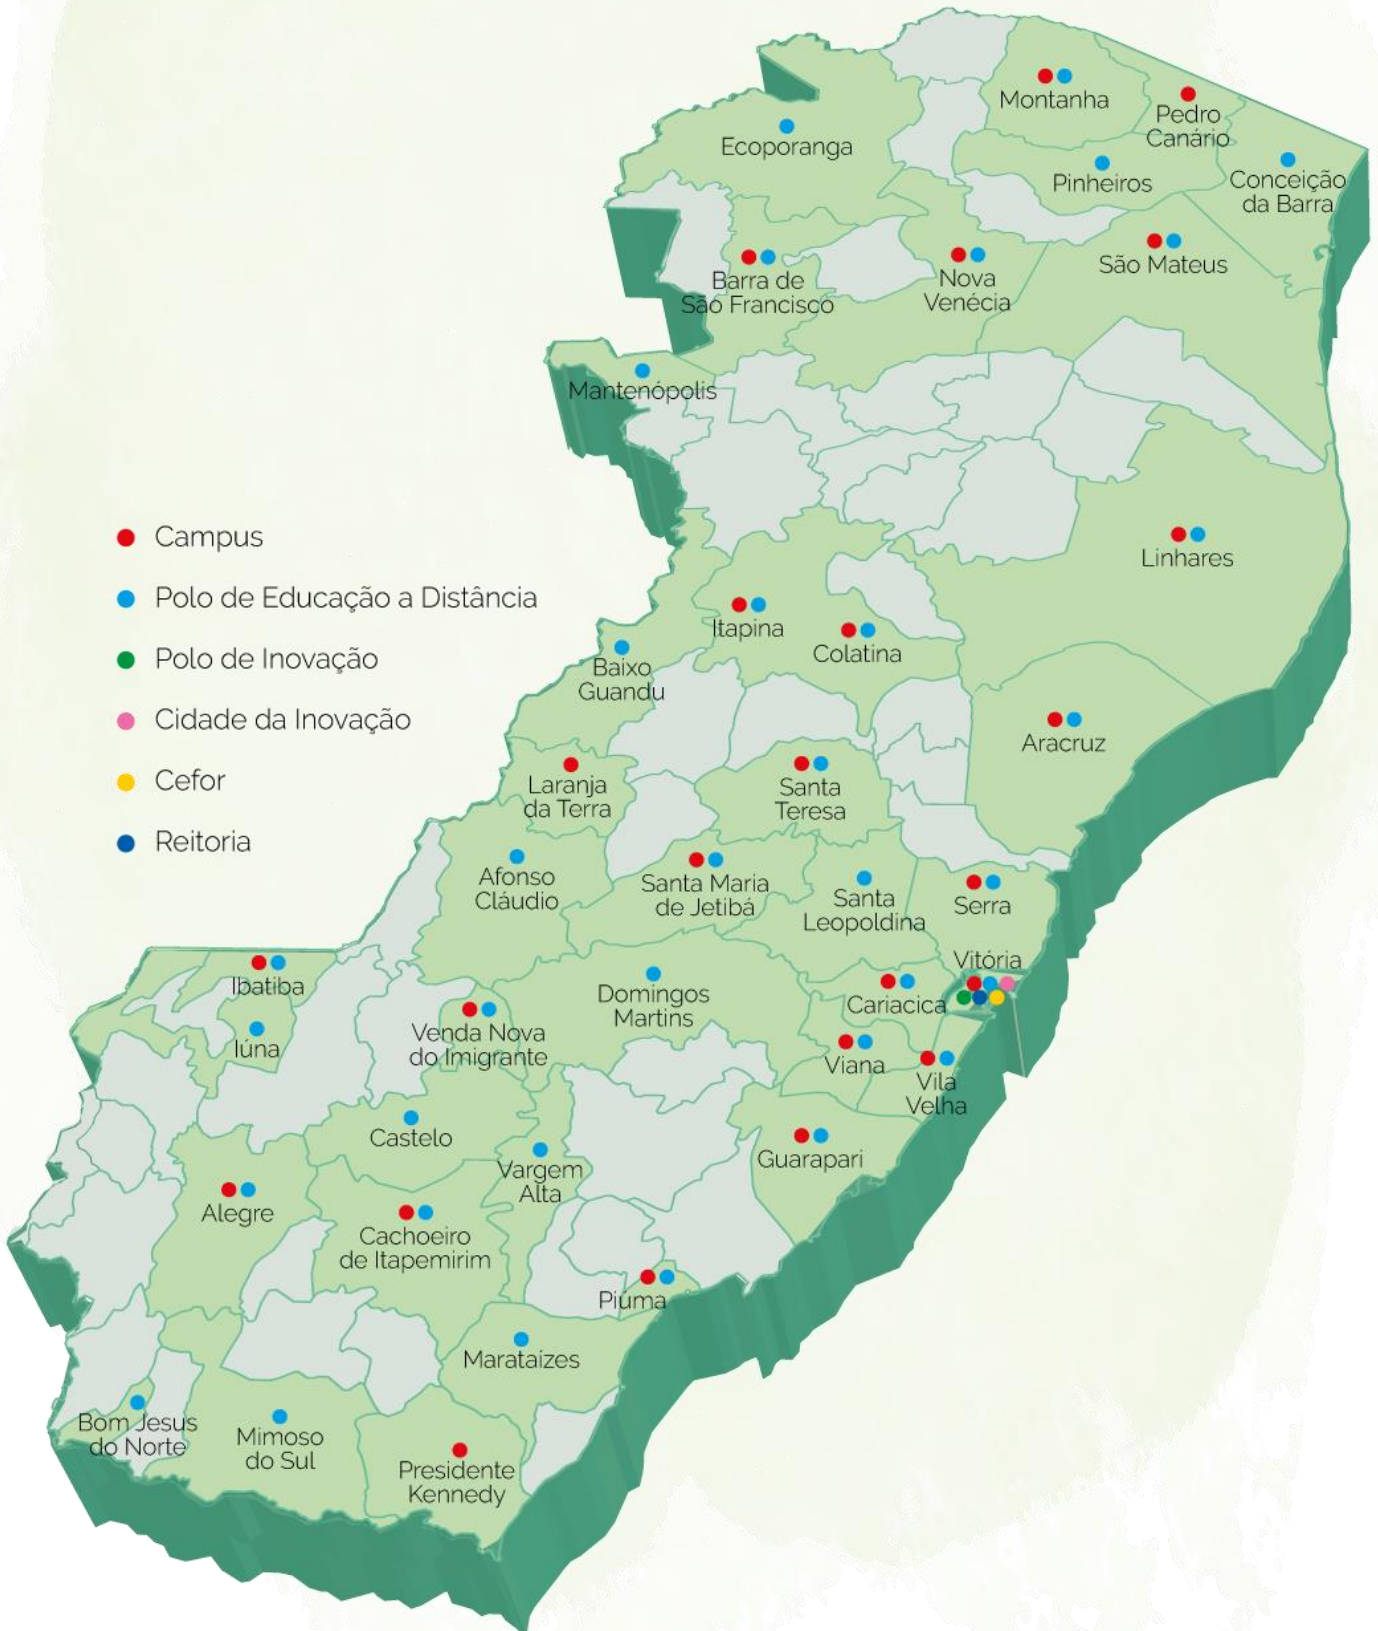 Montanha
Pedro
Canário
Ecoporanga
Pinheiros
Conceição
da Barra
São Mateus
Barra de
São Francisco
Nova
Venécia
Mantenópolis
Campus
Polo de Educação a Distância
Polo de Inovação
Cidade da Inovação
Cefor
Reitoria
Linhares
Itapina
Colatina
Baixo
Guandu
Aracruz
Laranja
da Terra
Santa
Teresa
Afonso
Cláudio
Santa Maria
de Jetibá
Santa
Leopoldina
Serra
Vitória
Ibatiba
Iúna
Venda Nova
do Imigrante
Domingos
Martins
Cariacica
Viana
Vila
Velha
Castelo
Vargem
Alta
Guarapari
Alegre
Cachoeiro
de Itapemirim
Piúma
Marataízes
Bom Jesus
do Norte
Mimoso
do Sul
Presidente
Kennedy